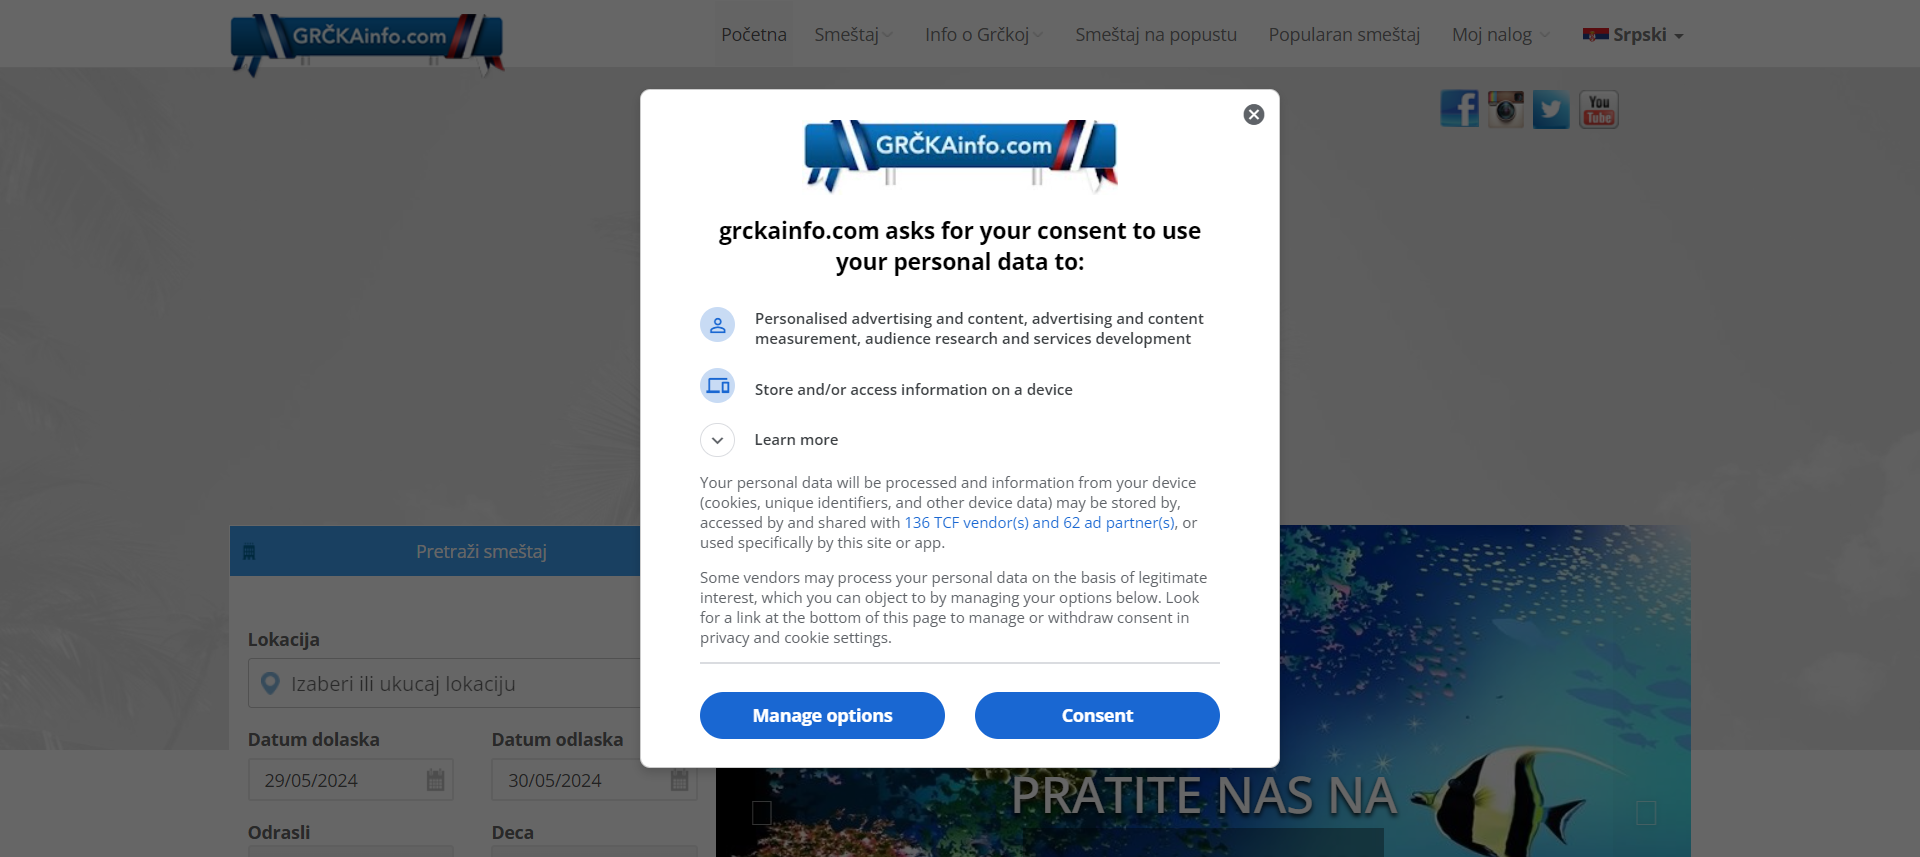 GRČKAinfo.com
Početna
Smeštaj
Info o Grčkoj
Smeštaj na popustu
Popularan smeštaj
Moj nalog
Srpski
You
Tube
GRČKAinfo.com
grckainfo.com asks for your consent to use
your personal data to:
Personalised advertising and content, advertising and content
measurement, audience research and services development
Store and/or access information on a device
Learn more
Your personal data will be processed and information from your device
(cookies, unique identifiers, and other device data) may be stored by,
accessed by and shared with 136 TCF vendor(s) and 62 ad partner(s), or
used specifically by this site or app.
Some vendors may process your personal data on the basis of legitimate
interest, which you can object to by managing your options below. Look
for a link at the bottom of this page to manage or withdraw consent in
privacy and cookie settings.
Manage options
Consent
Pretraži smeštaj
Lokacija
Izaberi ili ukucaj lokaciju
Datum dolaska
Datum odlaska
29/05/2024
30/05/2024
Odrasli
Deca
PRATITE NAS NA